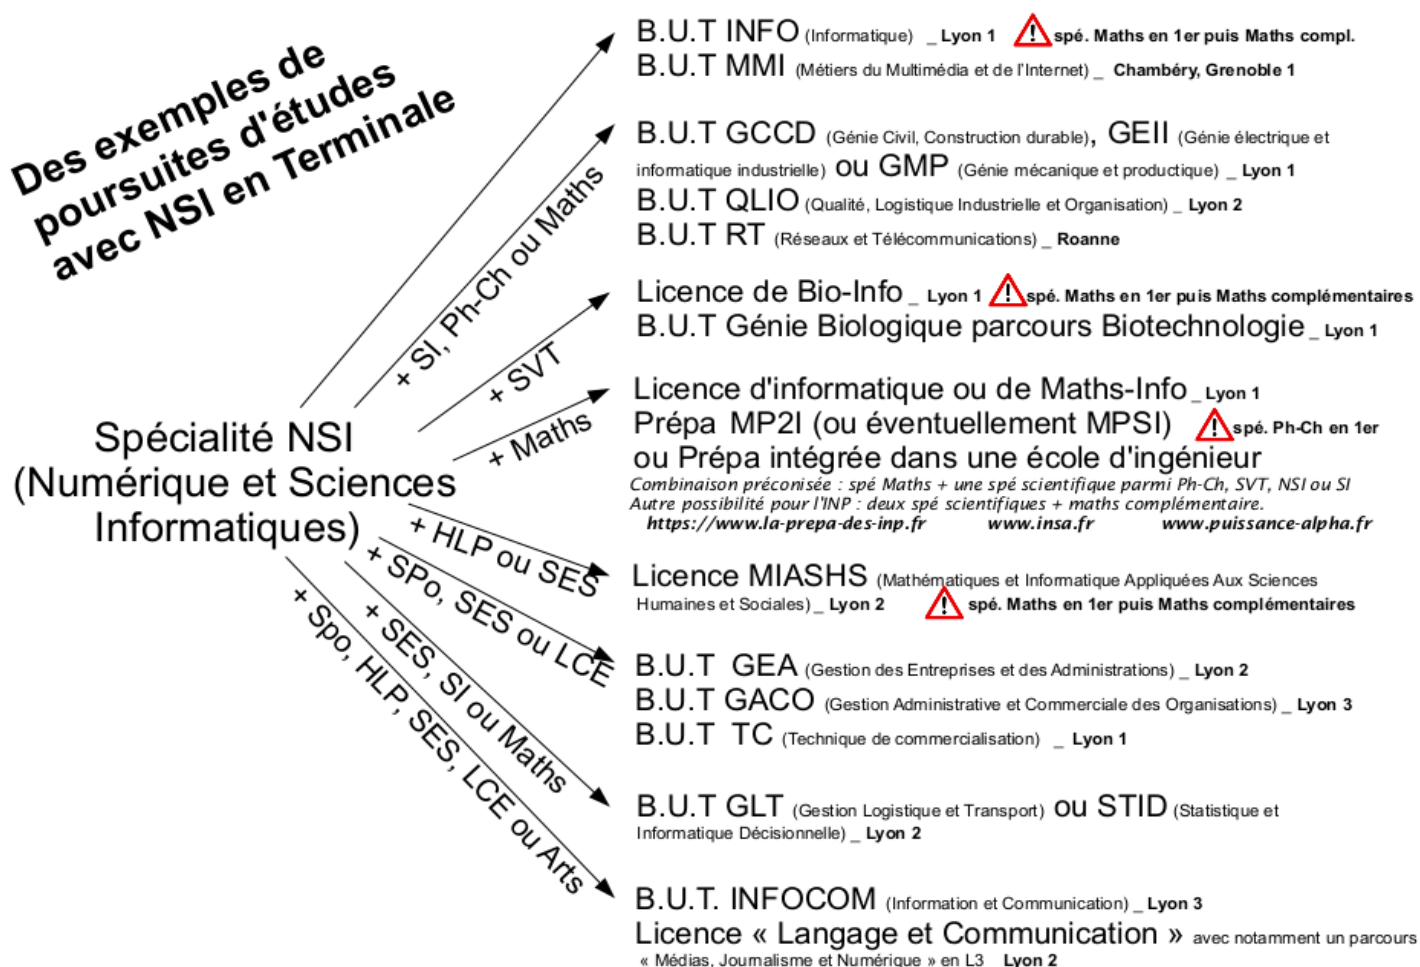 Des exemples de
poursuites d'études
avec NSI en Terminale
Spécialité NSI
(Numérique et Sciences
Informatiques)
B.U.T INFO (Informatique) _ Lyon 1 spé. Maths en 1er puis Maths compl.
B.U.T MMI (Métiers du Multimédia et de l'Internet) _ Chambéry, Grenoble 1
+ SI, Ph-Ch ou Maths
B.U.T GCCD (Génie Civil, Construction durable), GEII (Génie électrique et
informatique industrielle) ou GMP (Génie mécanique et productique) _ Lyon 1
B.U.T QLIO (Qualité, Logistique Industrielle et Organisation) _ Lyon 2
B.U.T RT (Réseaux et Télécommunications) _ Roanne
+ SVT
Licence de Bio-Info _ Lyon 1 spé. Maths en 1er puis Maths complémentaires
B.U.T Génie Biologique parcours Biotechnologie _ Lyon 1
+ Maths
Licence d'informatique ou de Maths-Info _ Lyon 1
Prépa MP2I (ou éventuellement MPSI) spé. Ph-Ch en 1er
ou Prépa intégrée dans une école d'ingénieur
Combinaison préconisée : spé Maths + une spé scientifique parmi Ph-Ch, SVT, NSI ou SI
Autre possibilité pour l'INP : deux spé scientifiques + maths complémentaire.
https://www.la-prepa-des-inp.fr www.insa.fr www.puissance-alpha.fr
+ HLP ou SES
Licence MIASHS (Mathématiques et Informatique Appliquées Aux Sciences
Humaines et Sociales) _ Lyon 2 spé. Maths en 1er puis Maths complémentaires
+ SPo, SES ou LCE
B.U.T GEA (Gestion des Entreprises et des Administrations) _ Lyon 2
B.U.T GACO (Gestion Administrative et Commerciale des Organisations) _ Lyon 3
B.U.T TC (Technique de commercialisation) _ Lyon 1
+ SES, SI ou Maths
B.U.T GLT (Gestion Logistique et Transport) ou STID (Statistique et
Informatique Décisionnelle) _ Lyon 2
+ Spo, HLP, SES, LCE ou Arts
B.U.T. INFOCOM (Information et Communication) _ Lyon 3
Licence « Langage et Communication » avec notamment un parcours
« Médias, Journalisme et Numérique » en L3 Lyon 2